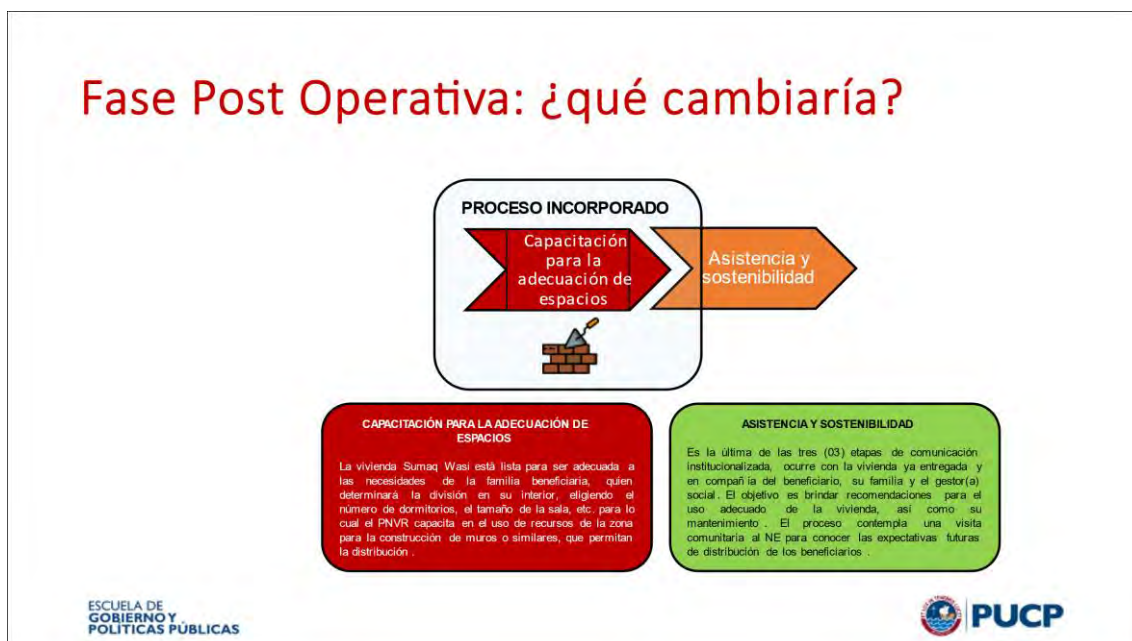 Fase Post Operativa: ¿qué cambiaría?
PROCESO INCORPORADO
Capacitación
para la
adecuación de
espacios
Asistencia y
sostenibilidad
CAPACITACIÓN PARA LA ADECUACIÓN DE
ESPACIOS
La vivienda Sumaq Wasi está lista para ser adecuada a
las necesidades de la familia beneficiaria, quien
determinará la división en su interior, eligiendo el
número de dormitorios, el tamaño de la sala, etc. para lo
cual el PNVR capacita en el uso de recursos de la zona
para la construcción de muros o similares, que permitan
la distribución .
ASISTENCIA Y SOSTENIBILIDAD
Es la última de las tres (03) etapas de comunicación
institucionalizada, ocurre con la vivienda ya entregada y
en compañía del beneficiario, su familia y el gestor(a)
social . El objetivo es brindar recomendaciones para el
uso adecuado de la vivienda, así como su
mantenimiento . El proceso contempla una visita
comunitaria al NE para conocer las expectativas futuras
de distribución de los beneficiarios .
ESCUELA DE
GOBIERNO Y
POLÍTICAS PÚBLICAS
PUCP